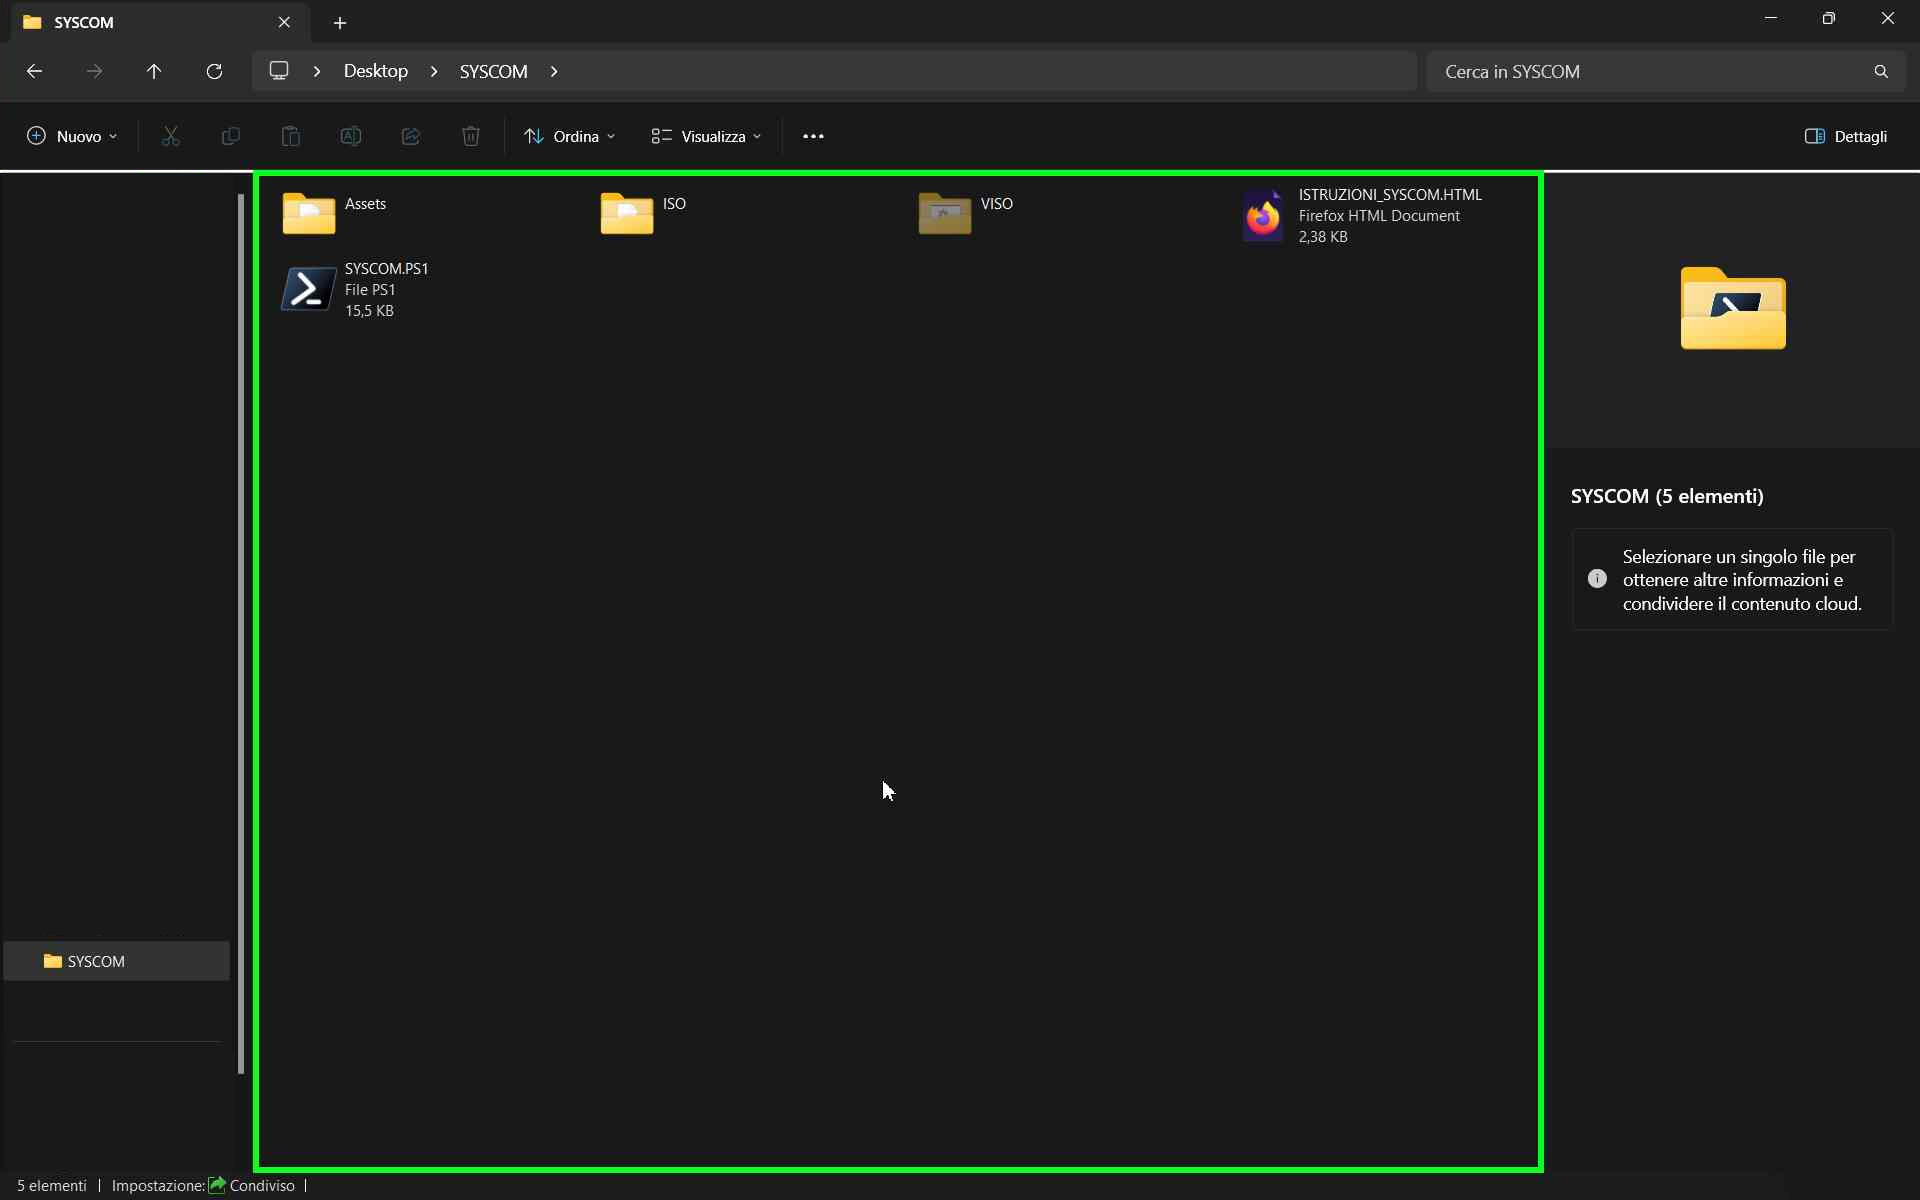 SYSCOM
Desktop SYSCOM
Cerca in SYSCOM
Nuovo
Ordina
Visualizza
Dettagli
Assets
ISO
VISO
ISTRUZIONI_SYSCOM.HTML
Firefox HTML Document
2,38 KB
SYSCOM.PS1
File PS1
15,5 KB
SYSCOM (5 elementi)
Selezionare un singolo file per
ottenere altre informazioni e
condividere il contenuto cloud.
SYSCOM
5 elementi | Impostazione: Condiviso |